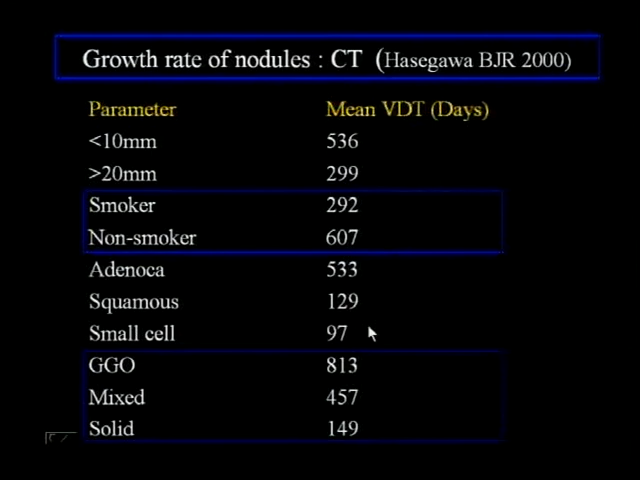 Growth rate of nodules : CT (Hasegawa BJR 2000)
Parameter Mean VDT (Days)
<10mm 536
>20mm 299
Smoker 292
Non-smoker 607
Adenoca 533
Squamous 129
Small cell 97
GGO 813
Mixed 457
Solid 149